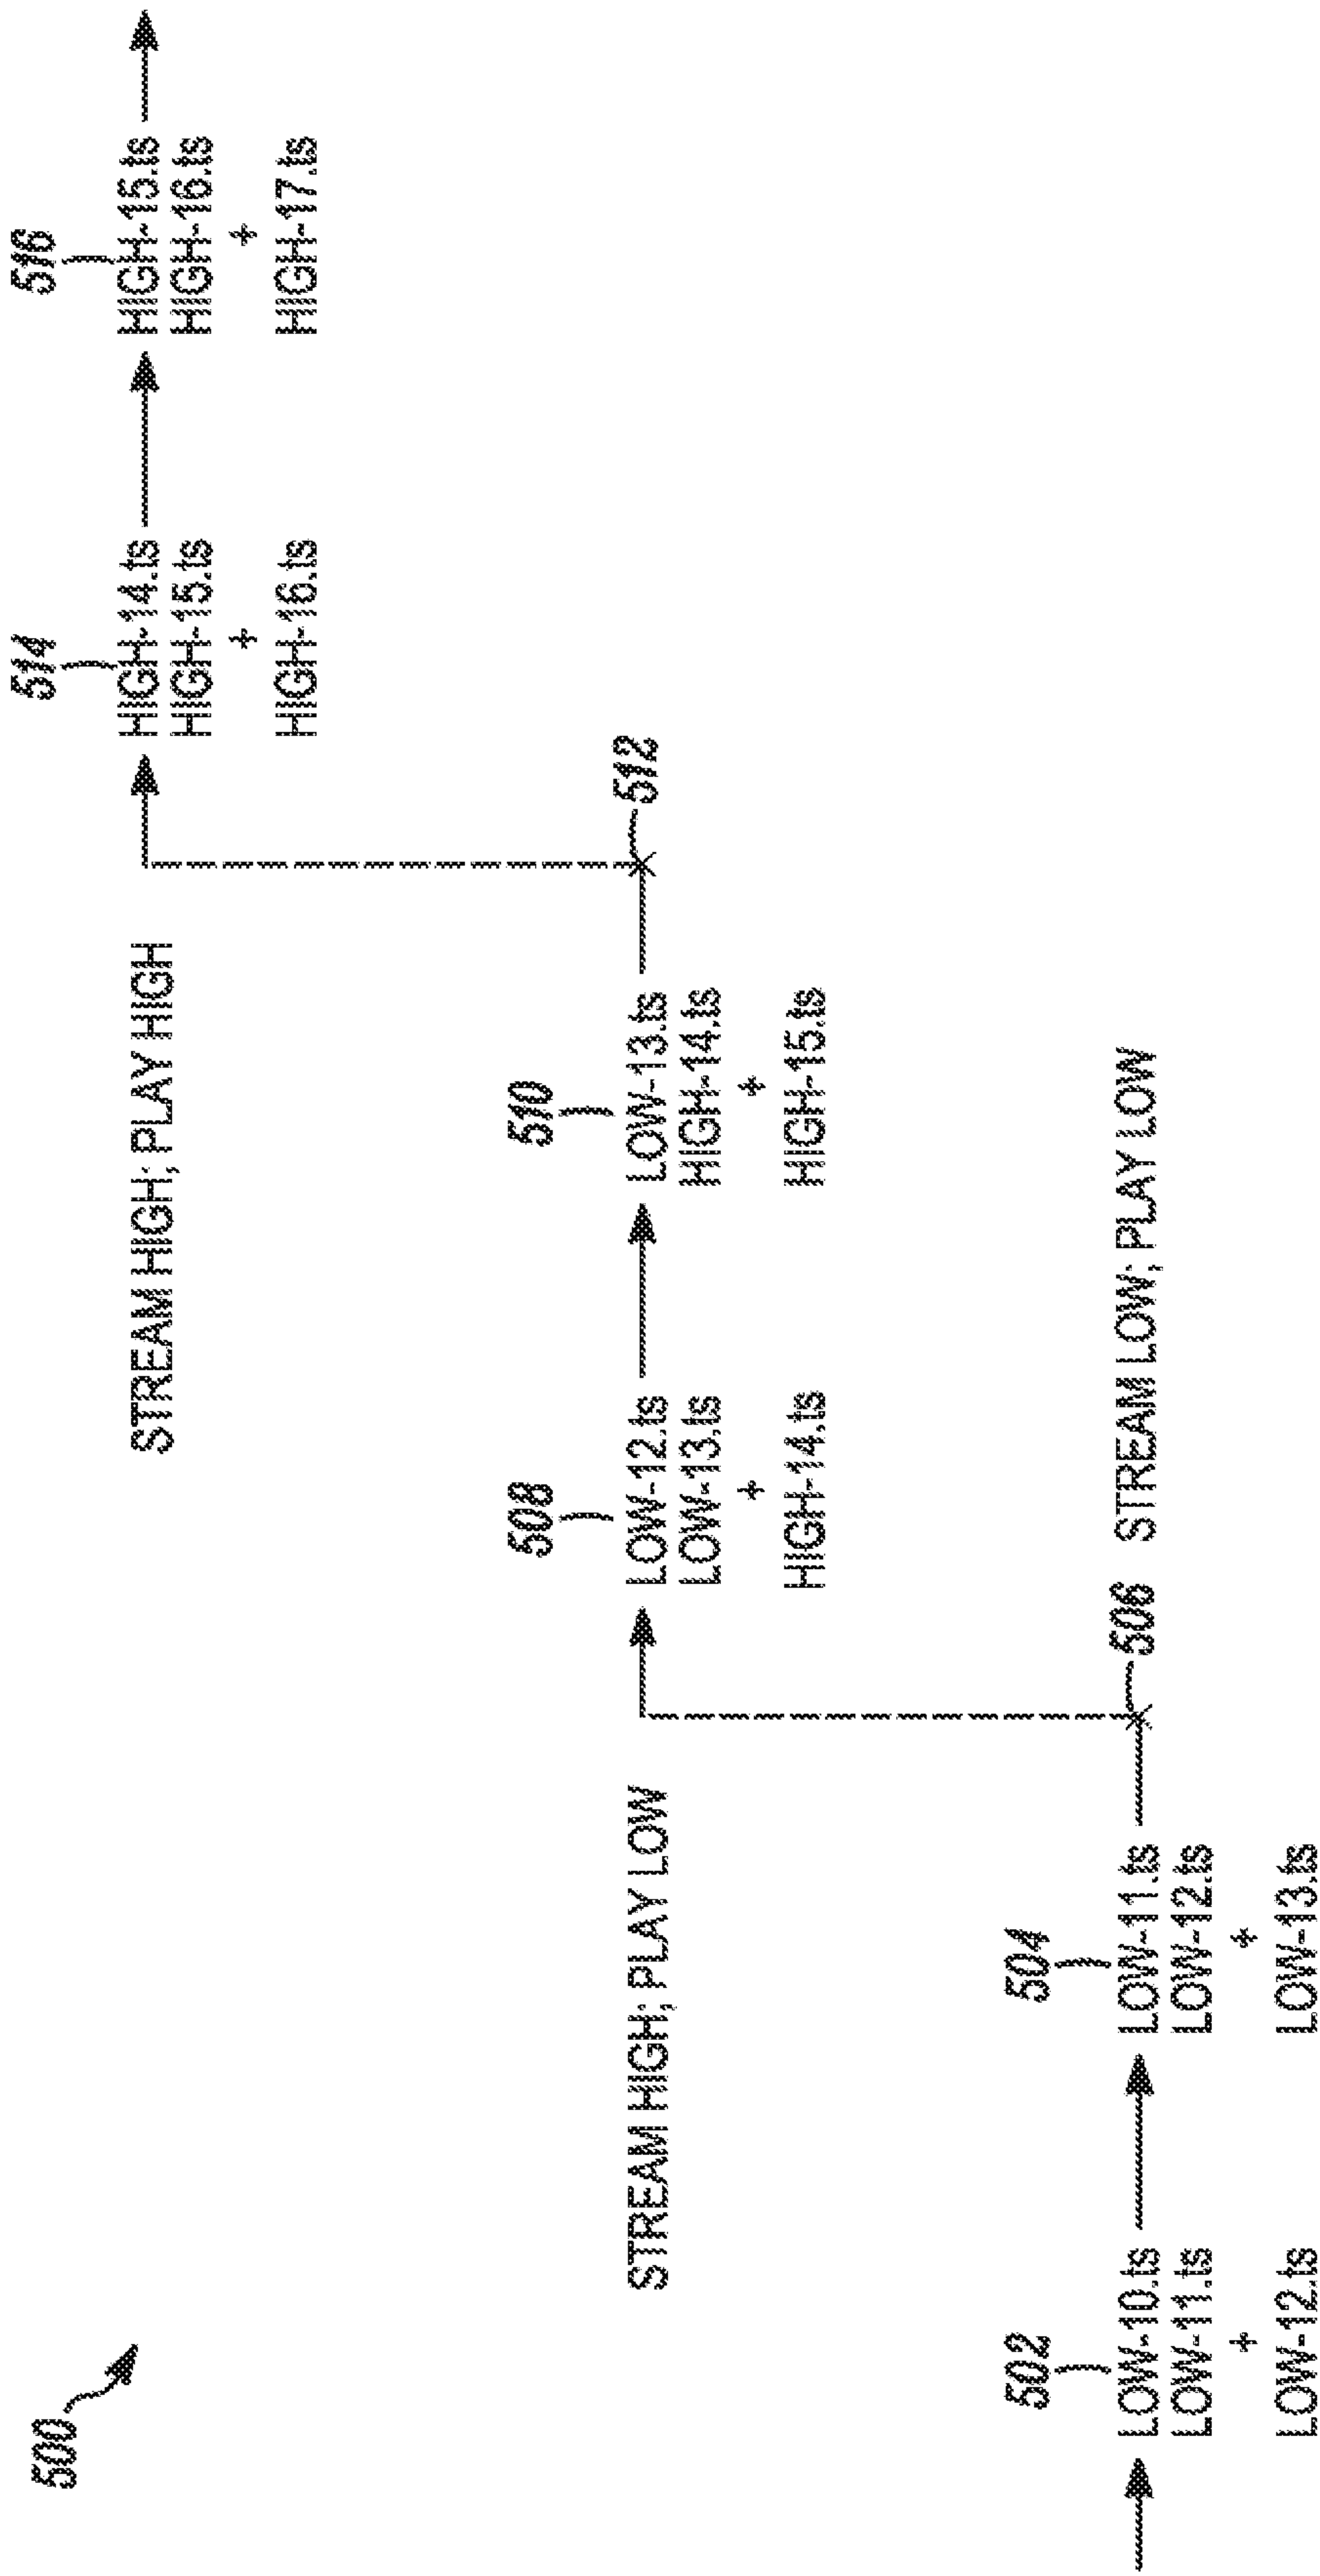 500
STREAM HIGH; PLAY HIGH
514
HIGH-14.ts
HIGH-15.ts
+
HIGH-16.ts
516
HIGH-15.ts
HIGH-16.ts
+
HIGH-17.ts
STREAM HIGH; PLAY LOW
508
LOW-12.ts
LOW-13.ts
+
HIGH-14.ts
510
LOW-13.ts
HIGH-14.ts
+
HIGH-15.ts
512
502
LOW-10.ts
LOW-11.ts
+
LOW-12.ts
504
LOW-11.ts
LOW-12.ts
+
LOW-13.ts
506
STREAM LOW; PLAY LOW